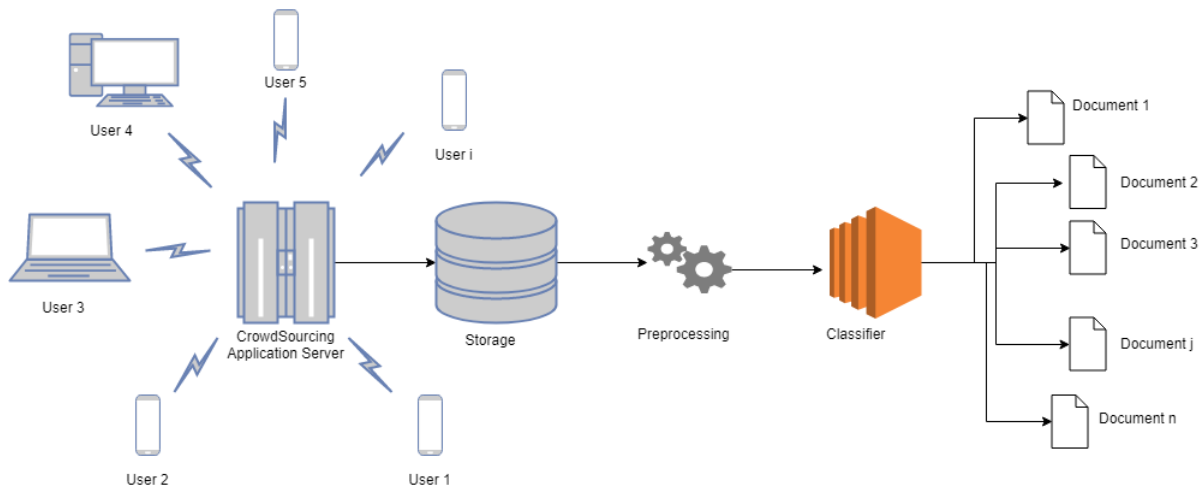 User 5
User 4
User i
User 3
CrowdSourcing
Application Server
Storage
Preprocessing
Classifier
User 2
User 1
Document 1
Document 2
Document 3
Document j
Document n